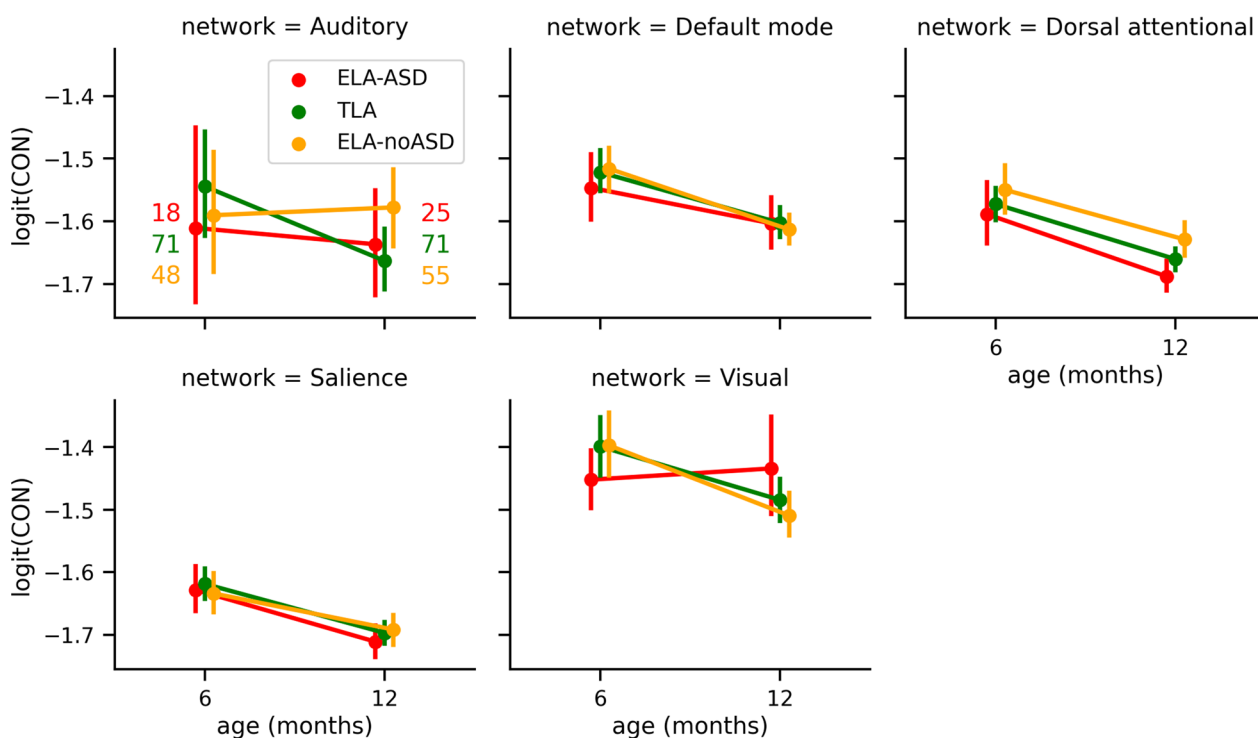 network = Auditory
network = Default mode
network = Dorsal attentional
ELA-ASD
TLA
ELA-noASD
−1.4
−1.5
−1.6
−1.7
logit(CON)
18
71
48
25
71
55
6
12
age (months)
network = Salience
network = Visual
−1.4
−1.5
−1.6
−1.7
logit(CON)
6
12
age (months)
6
12
age (months)